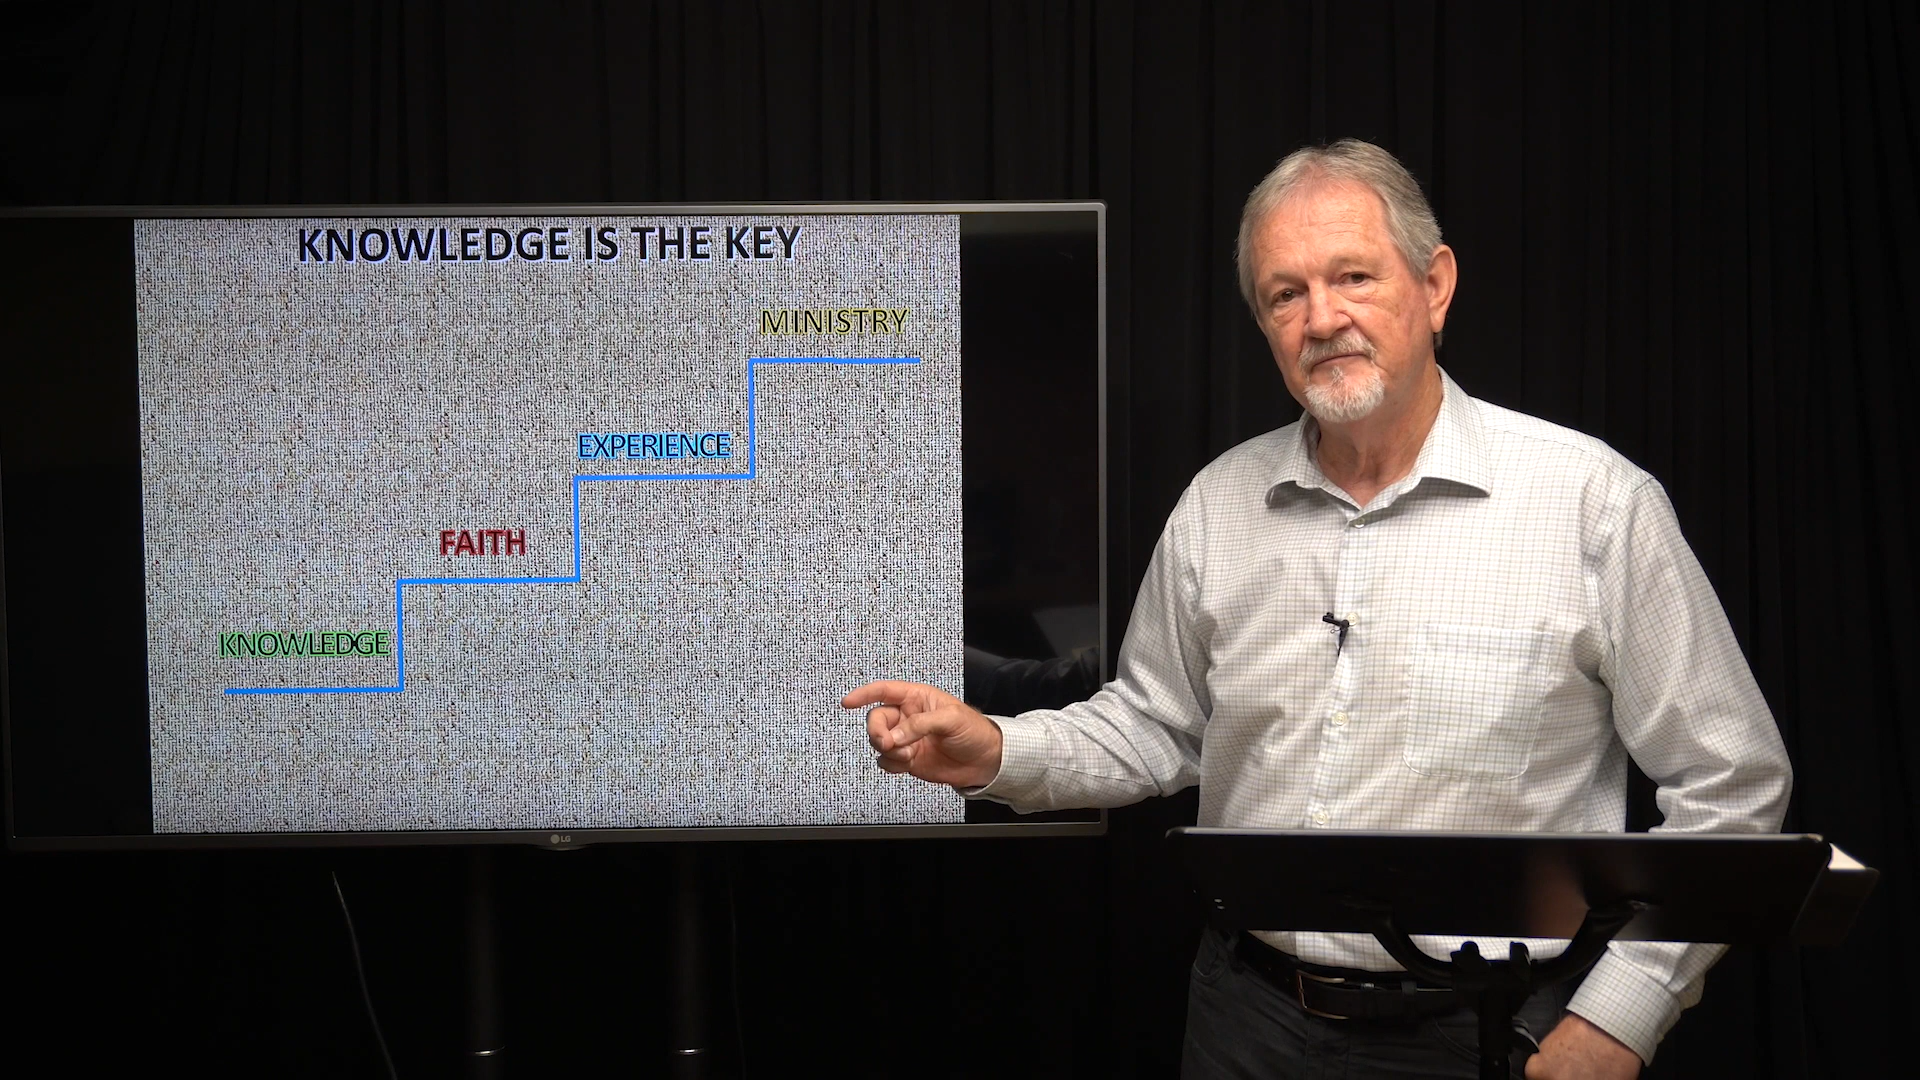 KNOWLEDGE IS THE KEY
MINISTRY
EXPERIENCE
FAITH
KNOWLEDGE
LG